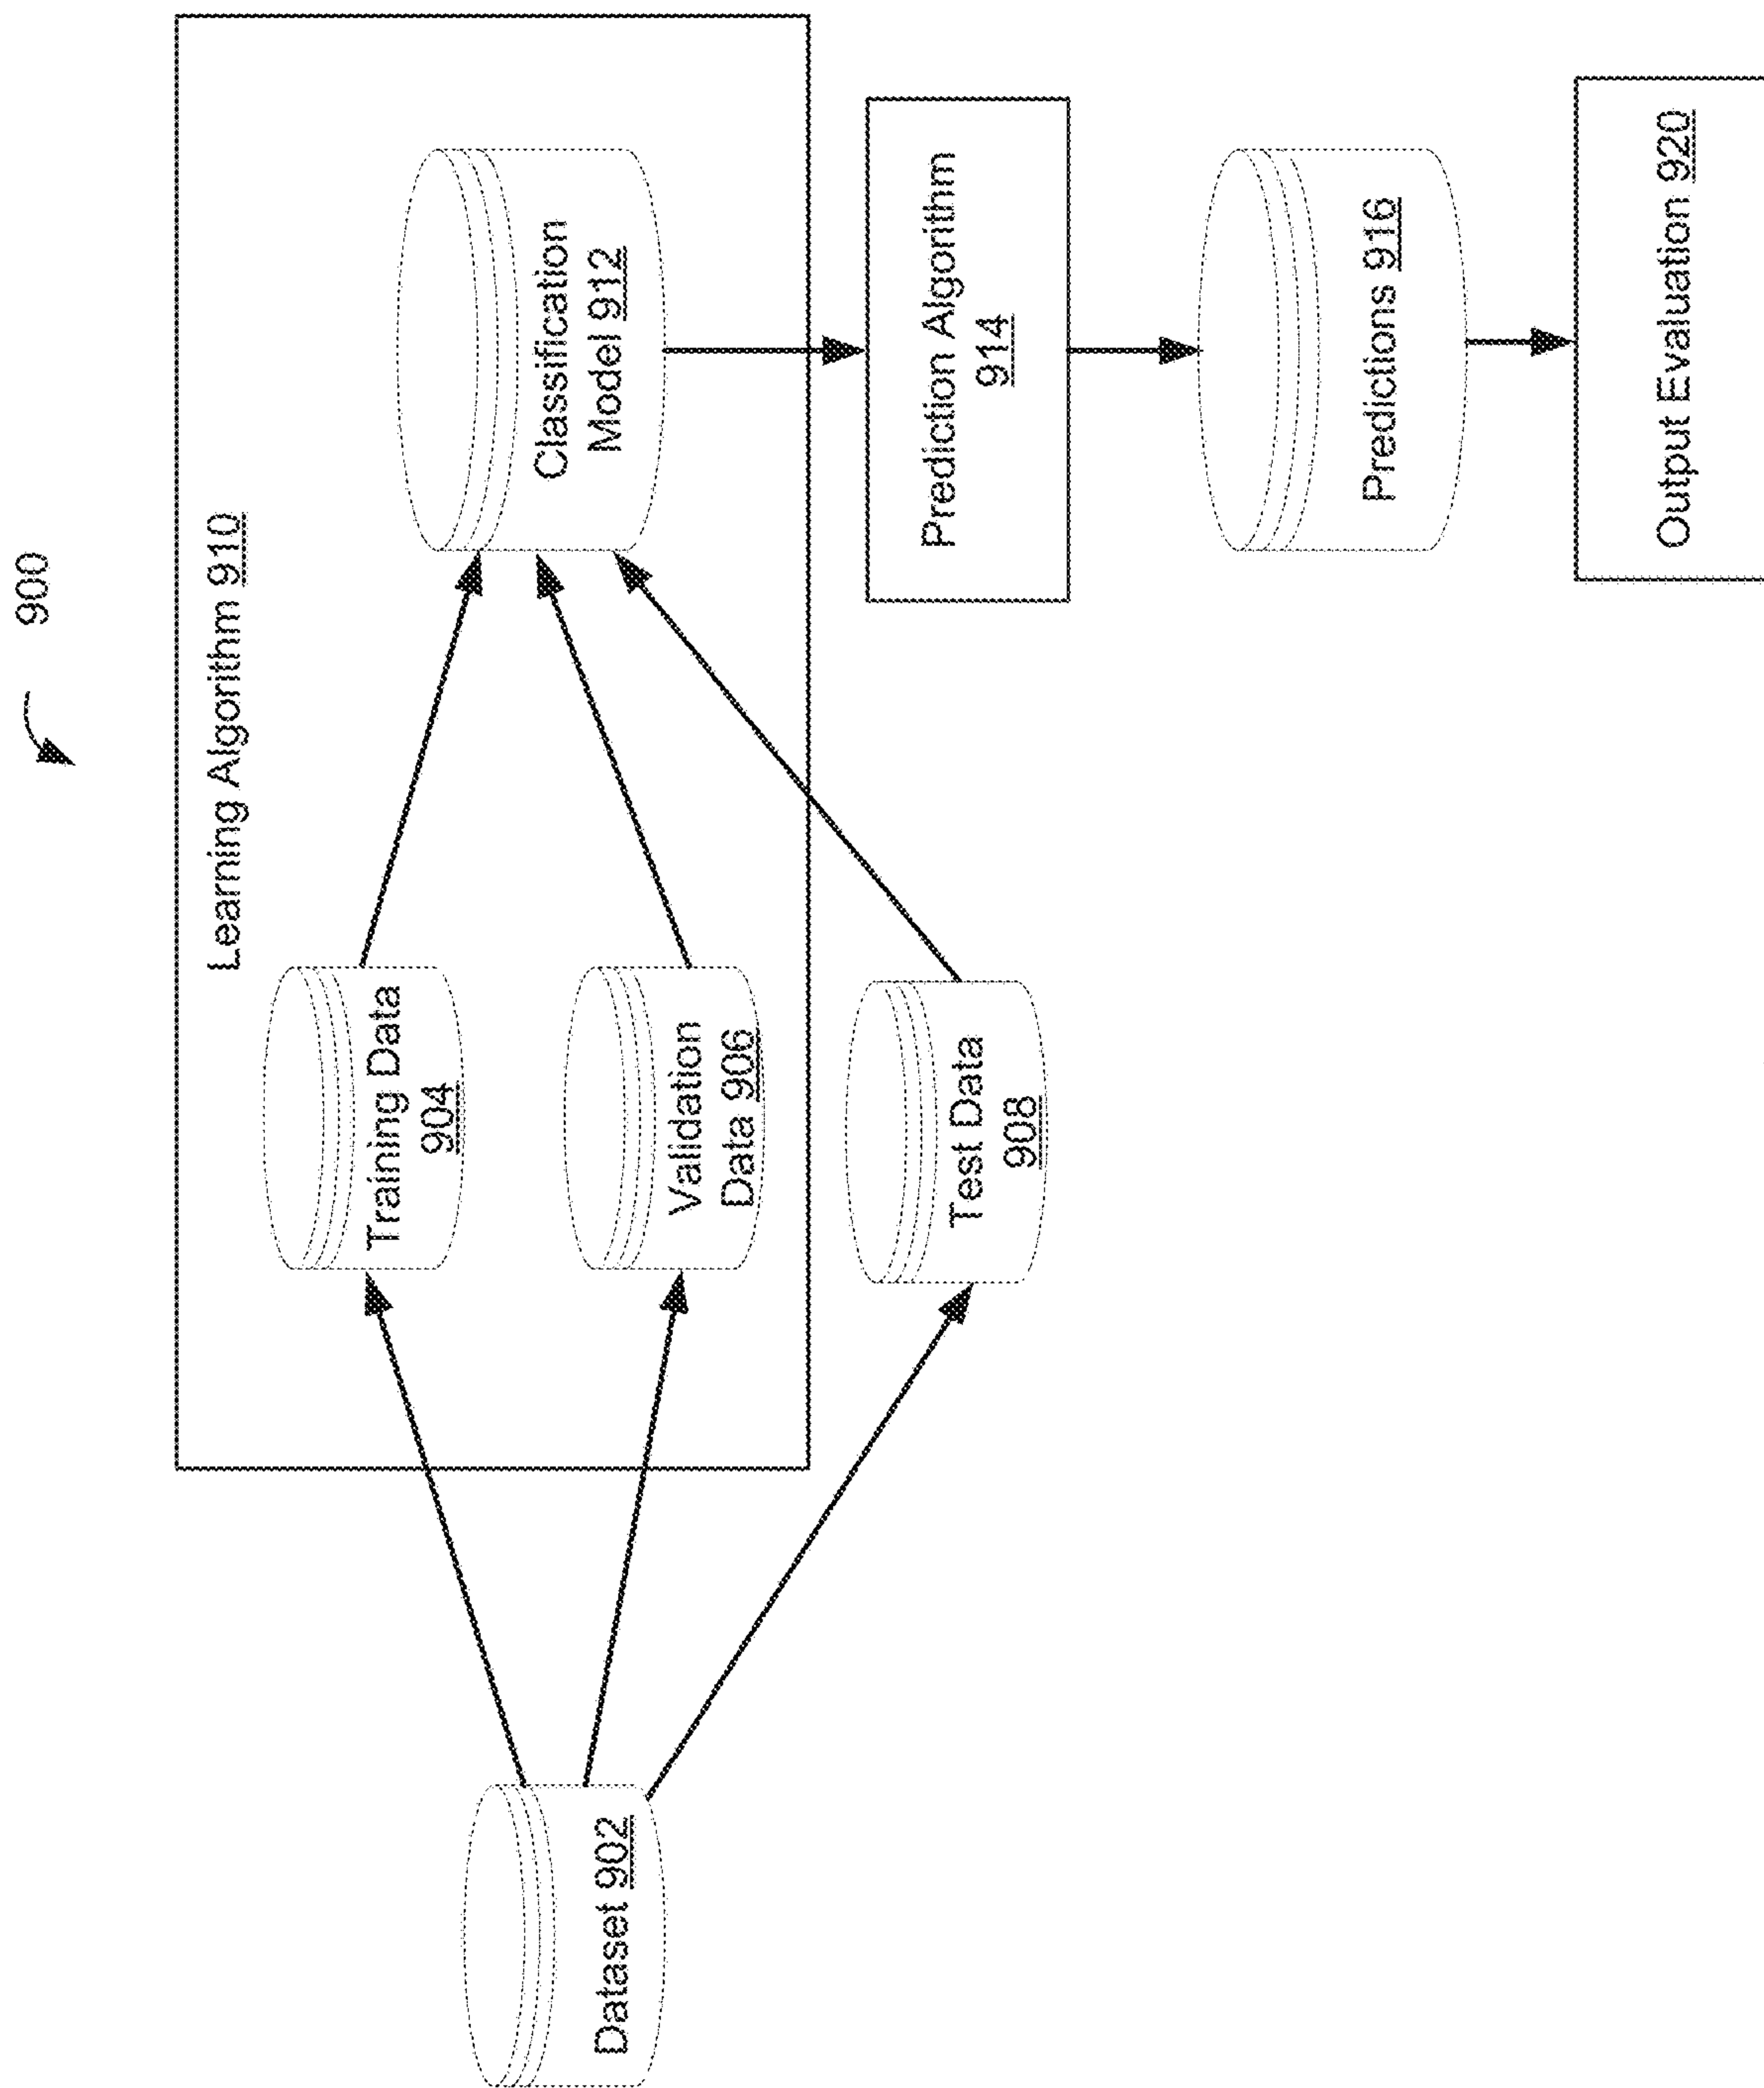 900
Learning Algorithm 910
Dataset 902
Training Data
904
Validation
Data 906
Test Data
908
Classification
Model 912
Prediction Algorithm
914
Predictions 916
Output Evaluation 920